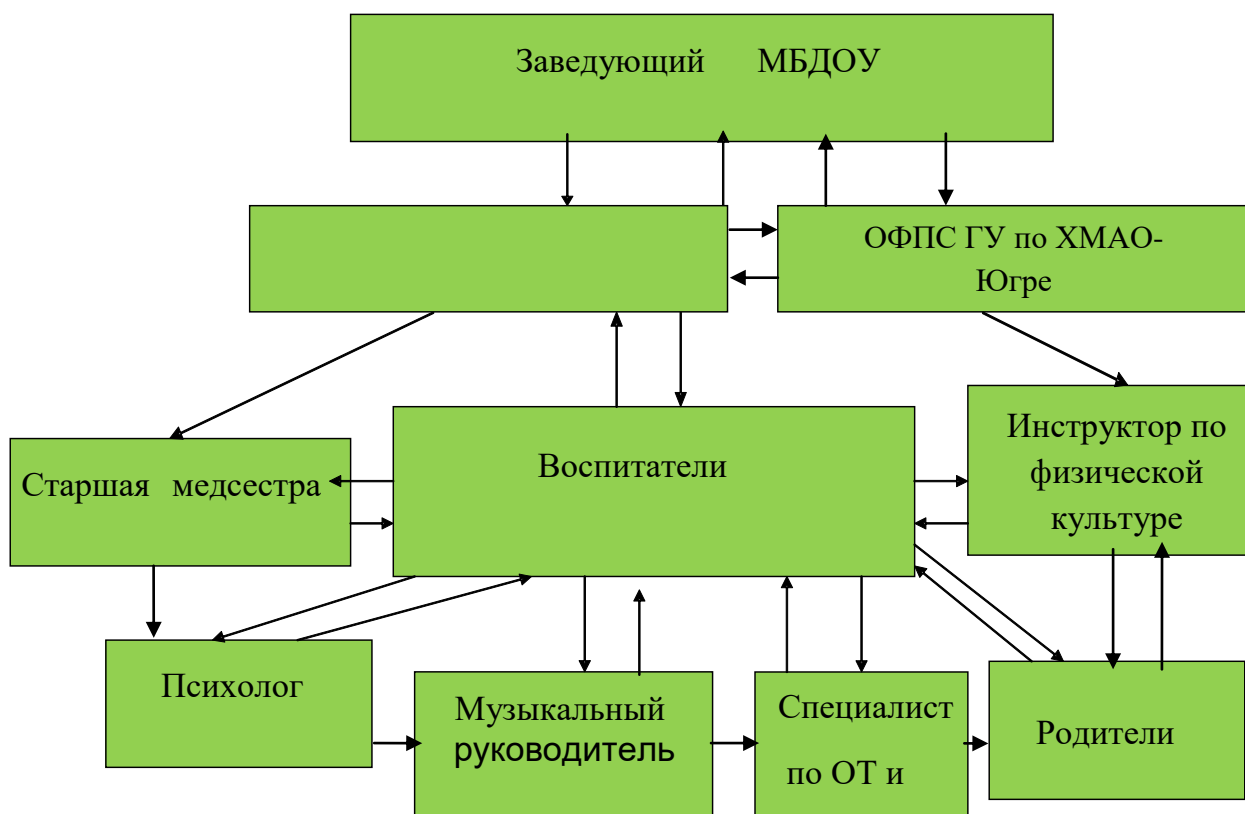 Заведующий МБДОУ
ОФПС ГУ по ХМАО-
Югре
Инструктор по
физической
культуре
Воспитатели
Старшая медсестра
Психолог
Музыкальный
руководитель
Специалист
по ОТ и
Родители